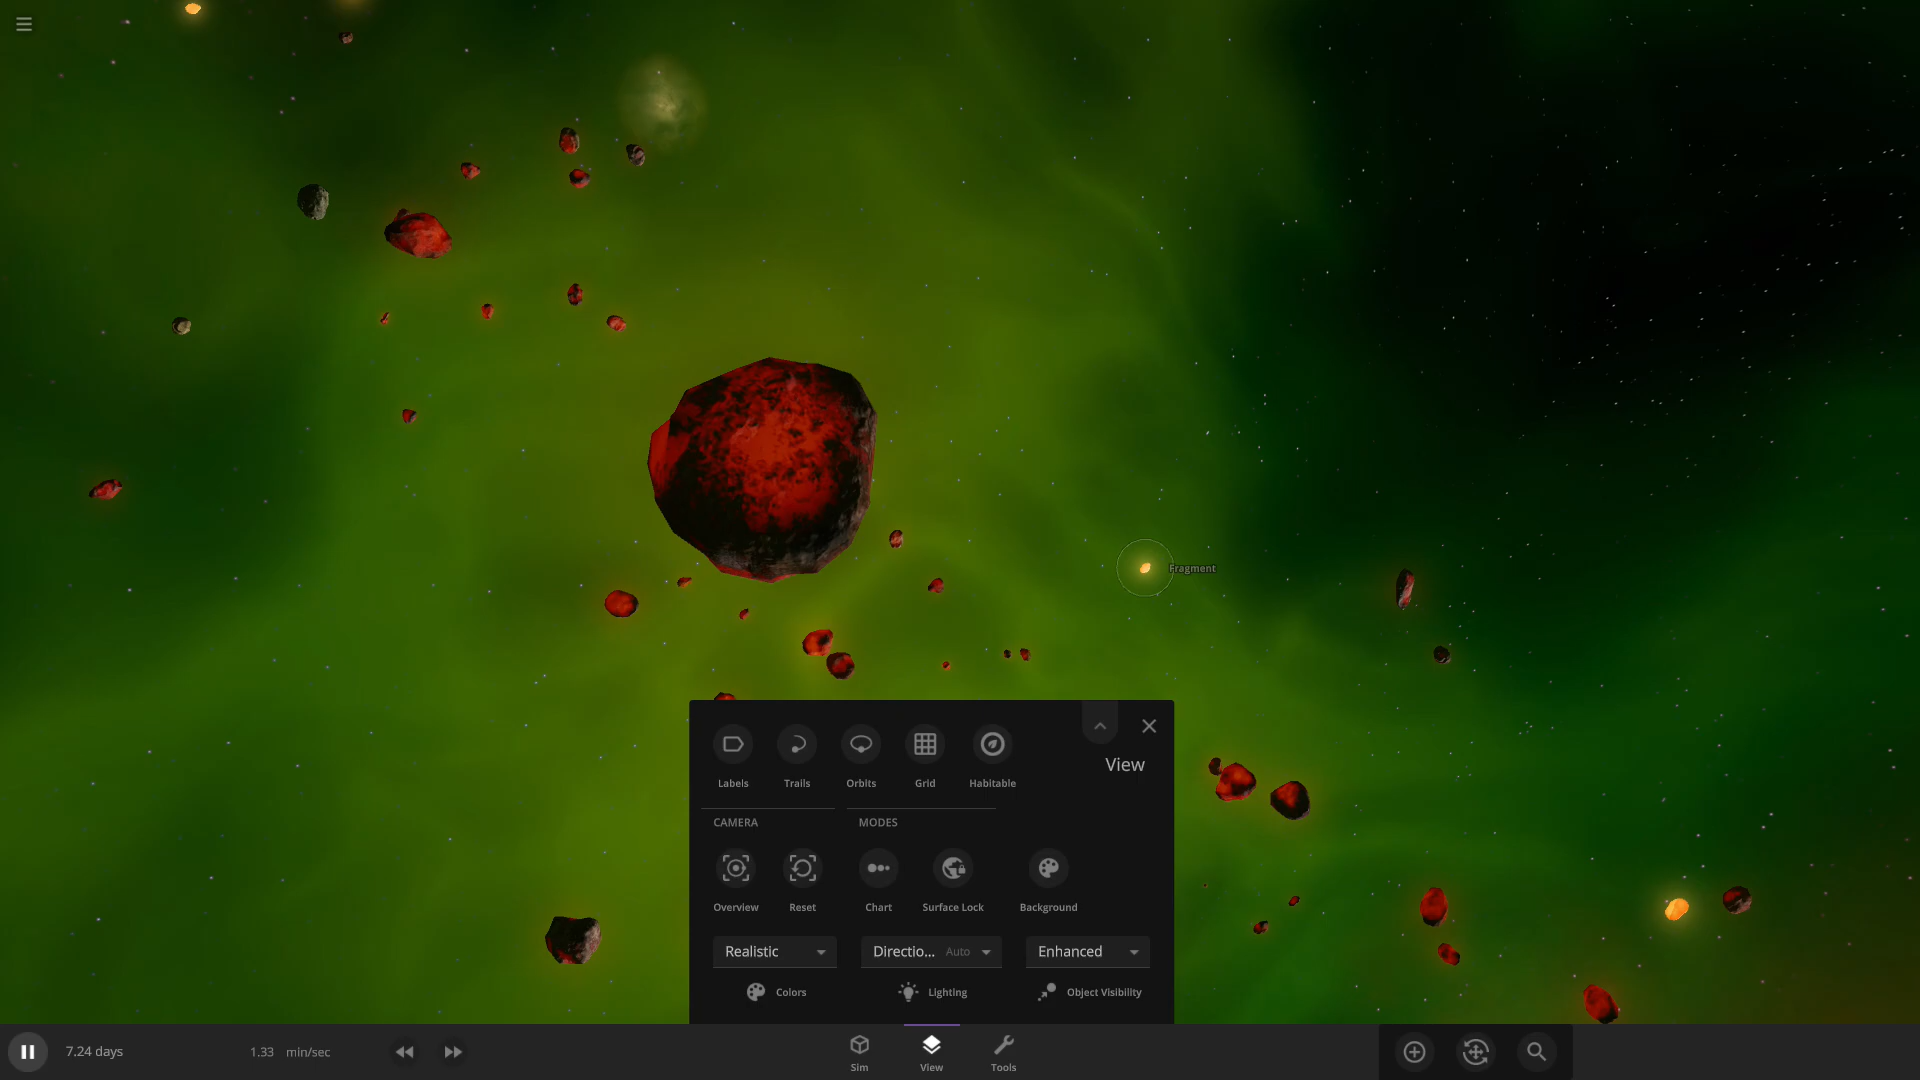 Fragment
Labels
Trails
Orbits
Grid
Habitable
View
CAMERA
MODES
Overview
Reset
Chart
Surface Lock
Background
Realistic
Directio... Auto
Enhanced
Colors
Lighting
Object Visibility
7.24 days
1.33 min/sec
Sim
View
Tools